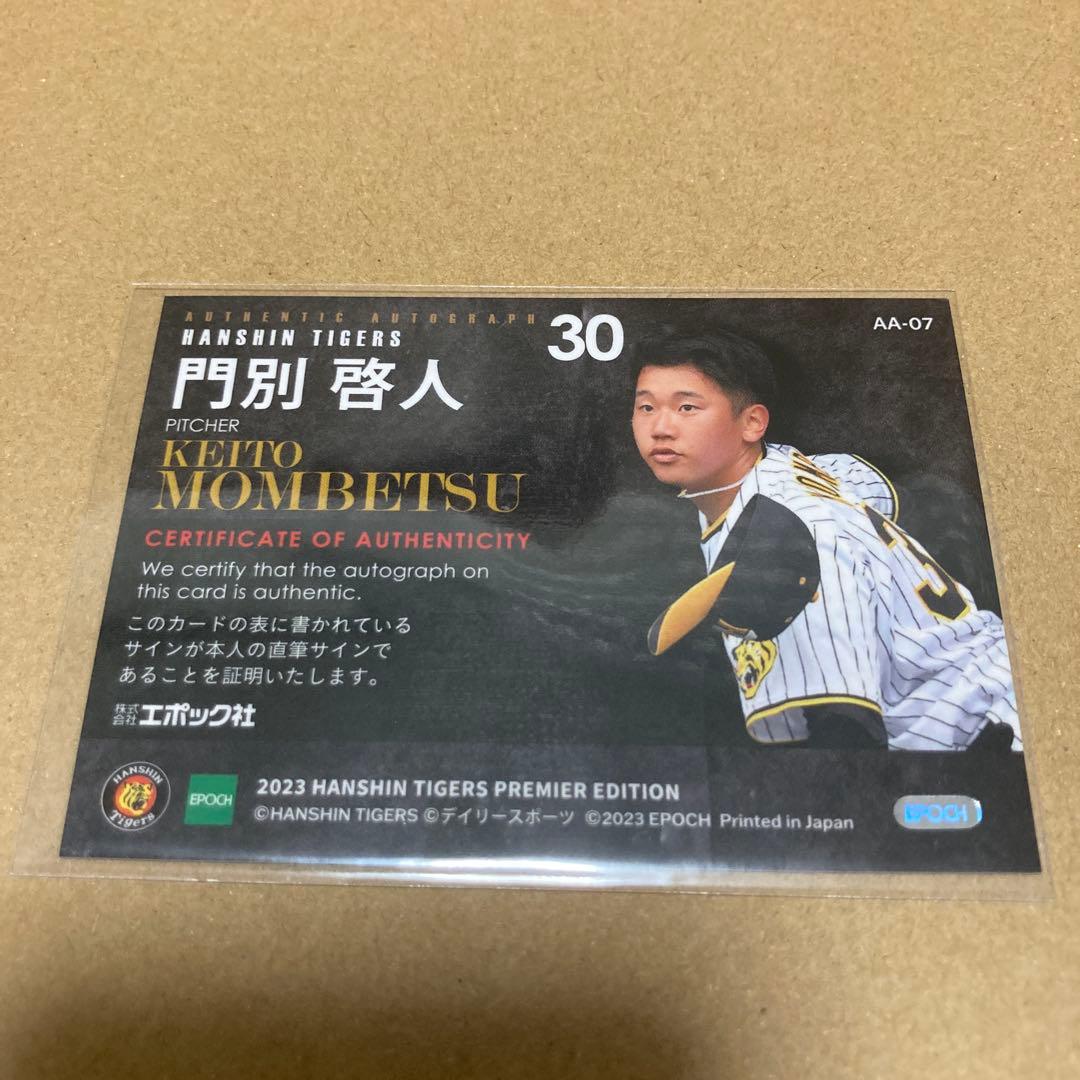 AUTHENTIC AUTOGRAPH
HANSHIN TIGERS
30
AA-07
門別 啓人
PITCHER
KEITO
MOMBETSU
CERTIFICATE OF AUTHENTICITY
We certify that the autograph on
this card is authentic.
このカードの表に書かれている
サインが本人の直筆サインで
あることを証明いたします。
株式会社エポック社
HANSHIN Tigers
EPOCH
2023 HANSHIN TIGERS PREMIER EDITION
©HANSHIN TIGERS ©デイリースポーツ ©2023 EPOCH Printed in Japan
EPOCH